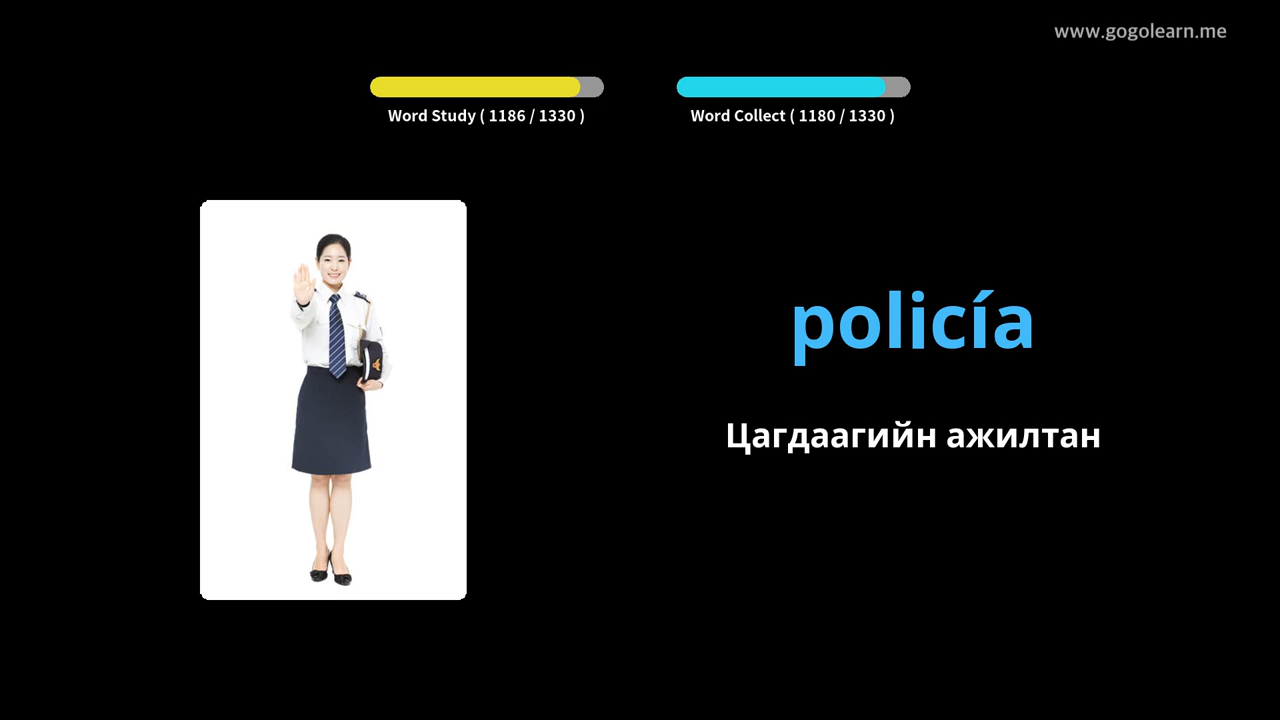 www.gogolearn.me
Word Study ( 1186 / 1330 )
Word Collect ( 1180 / 1330 )
policía
Цагдаагийн ажилтан